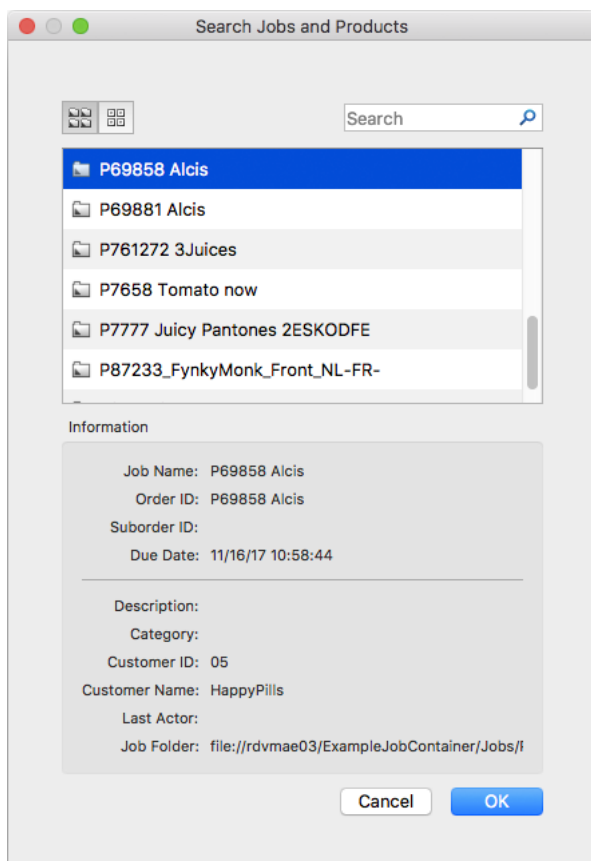 Search Jobs and Products
Search
P69858 Alcis
P69881 Alcis
P761272 3Juices
P7658 Tomato now
P7777 Juicy Pantones 2ESKODFE
P87233_FynkyMonk_Front_NL-FR-
Information
Job Name: P69858 Alcis
Order ID: P69858 Alcis
Suborder ID:
Due Date: 11/16/17 10:58:44
Description:
Category:
Customer ID: 05
Customer Name: HappyPills
Last Actor:
Job Folder: file://rdvmae03/ExampleJobContainer/Jobs/
Cancel OK